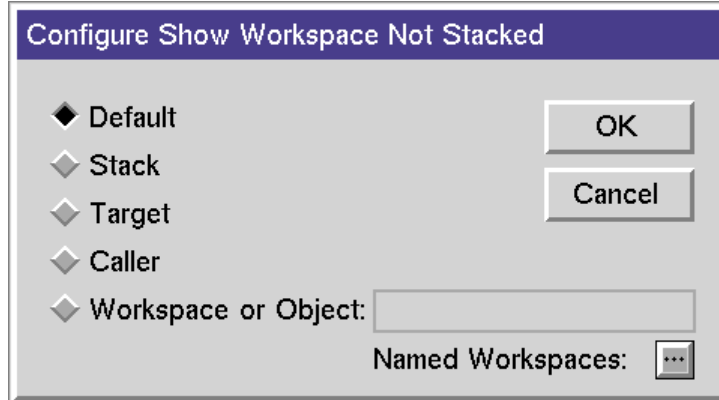 Configure Show Workspace Not Stacked
Default
OK
Stack
Cancel
Target
Caller
Workspace or Object:
Named Workspaces: ...